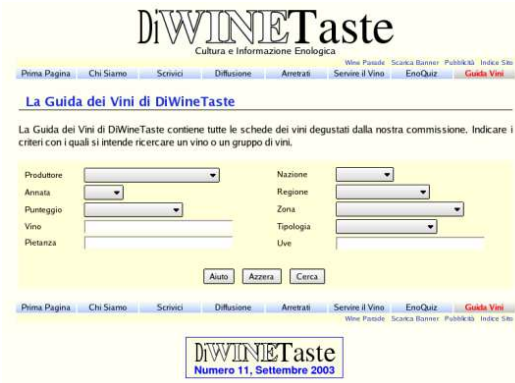 DiWINETaste
Cultura e Informazione Enologica
Wine Parade Scarica Banner Pubblicità Indice Sito
Prima Pagina Chi Siamo Scrivici Diffusione Arretrati Servire il Vino EnoQuiz Guida Vini
La Guida dei Vini di DiWineTaste
La Guida dei Vini di DiWineTaste contiene tutte le schede dei vini degustati dalla nostra commissione. Indicare i
criteri con i quali si intende ricercare un vino o un gruppo di vini.
Produttore Nazione
Annata Regione
Punteggio Zona
Vino Tipologia
Pietanza Uve
Aiuto Azzera Cerca
Prima Pagina Chi Siamo Scrivici Diffusione Arretrati Servire il Vino EnoQuiz Guida Vini
Wine Parade Scarica Banner Pubblicità Indice Sito
DiWINETaste
Numero 11, Settembre 2003